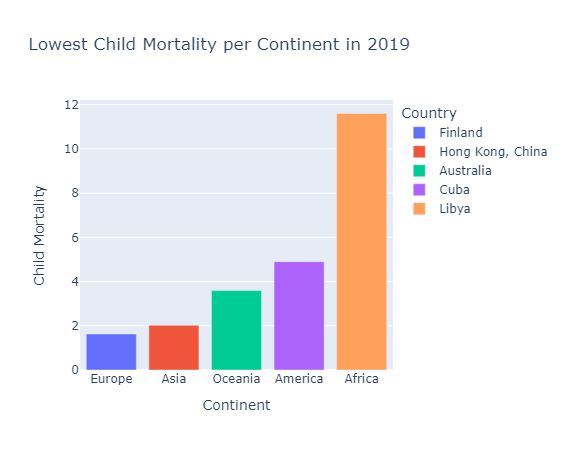 Lowest Child Mortality per Continent in 2019
Child Mortality
12
10
8
6
4
2
0
Europe
Asia
Oceania
America
Africa
Continent
Country
Finland
Hong Kong, China
Australia
Cuba
Libya